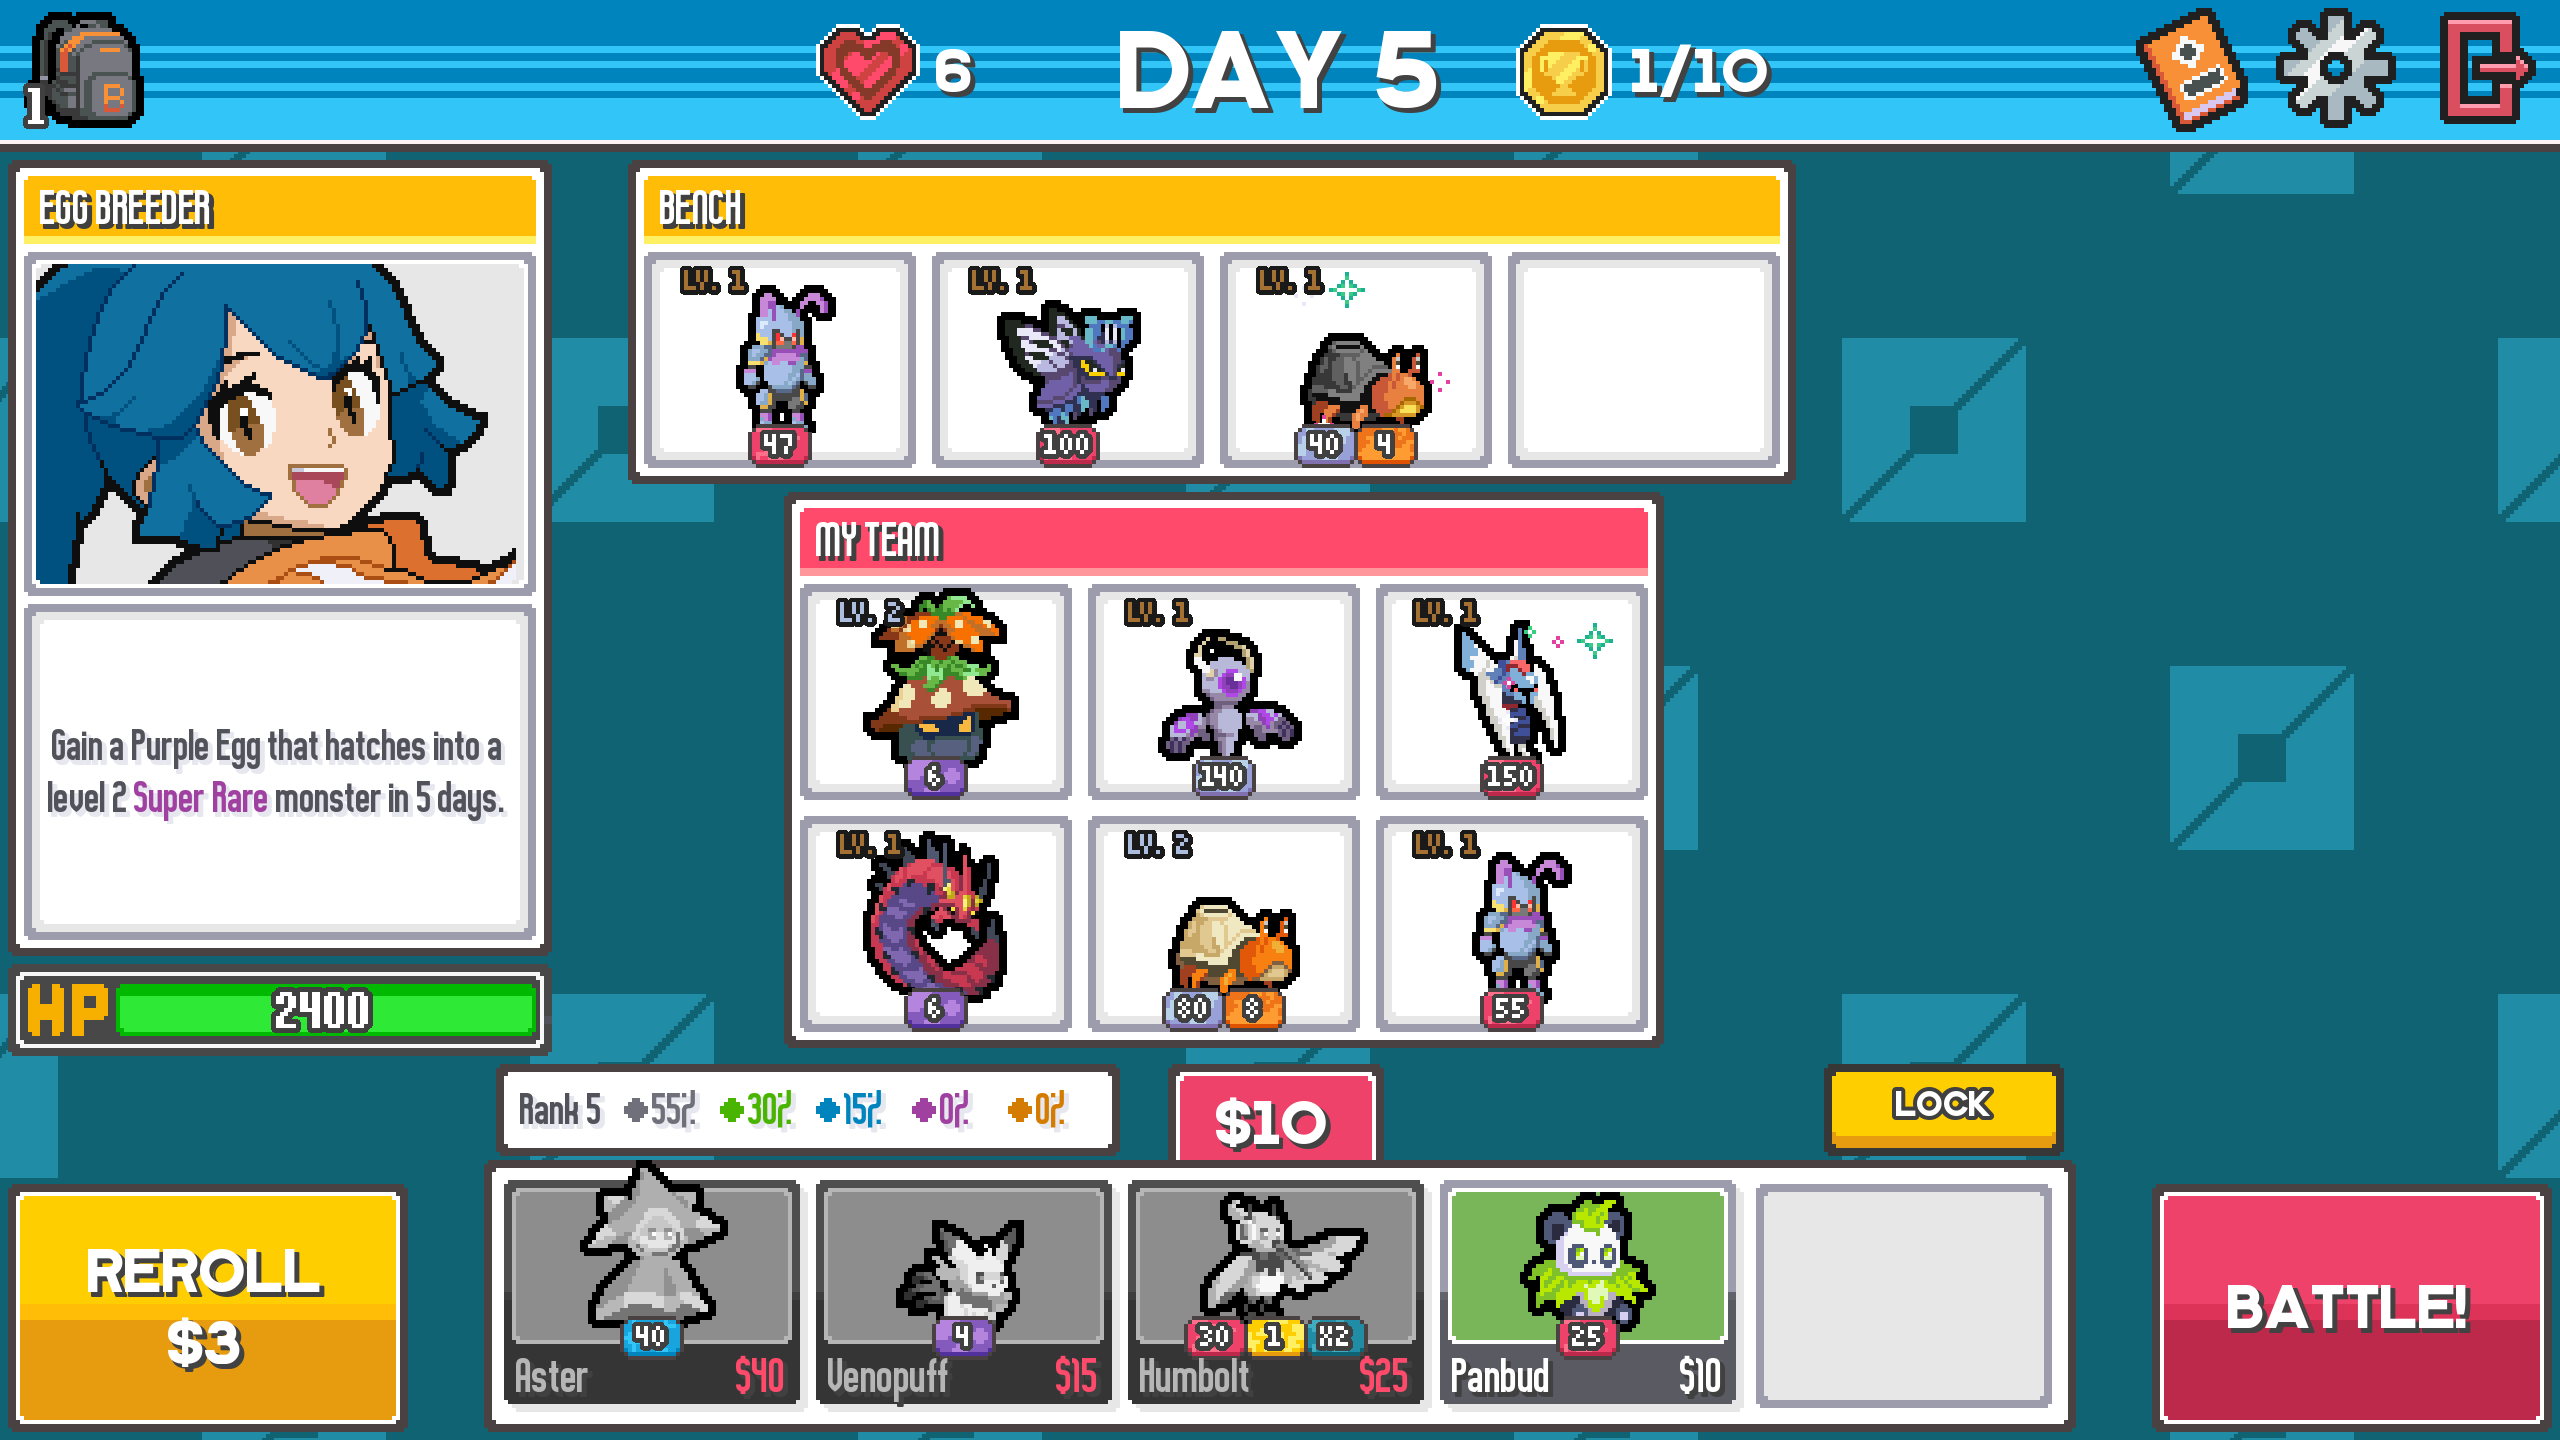 1
B
6
DAY 5
1/10
EGG BREEDER
Gain a Purple Egg that hatches into a
level 2 Super Rare monster in 5 days.
HP 2400
BENCH
LV. 1
47
LV. 1
100
LV. 1
40 4
MY TEAM
LV. 2
6
LV. 1
140
LV. 1
150
LV. 1
6
LV. 2
80 8
LV. 1
55
Rank 5 55% 30% 15% 0% 0%
$10
LOCK
REROLL
$3
40
Aster $40
4
Venopuff $15
30 1 X2
Humbolt $25
25
Panbud $10
BATTLE!